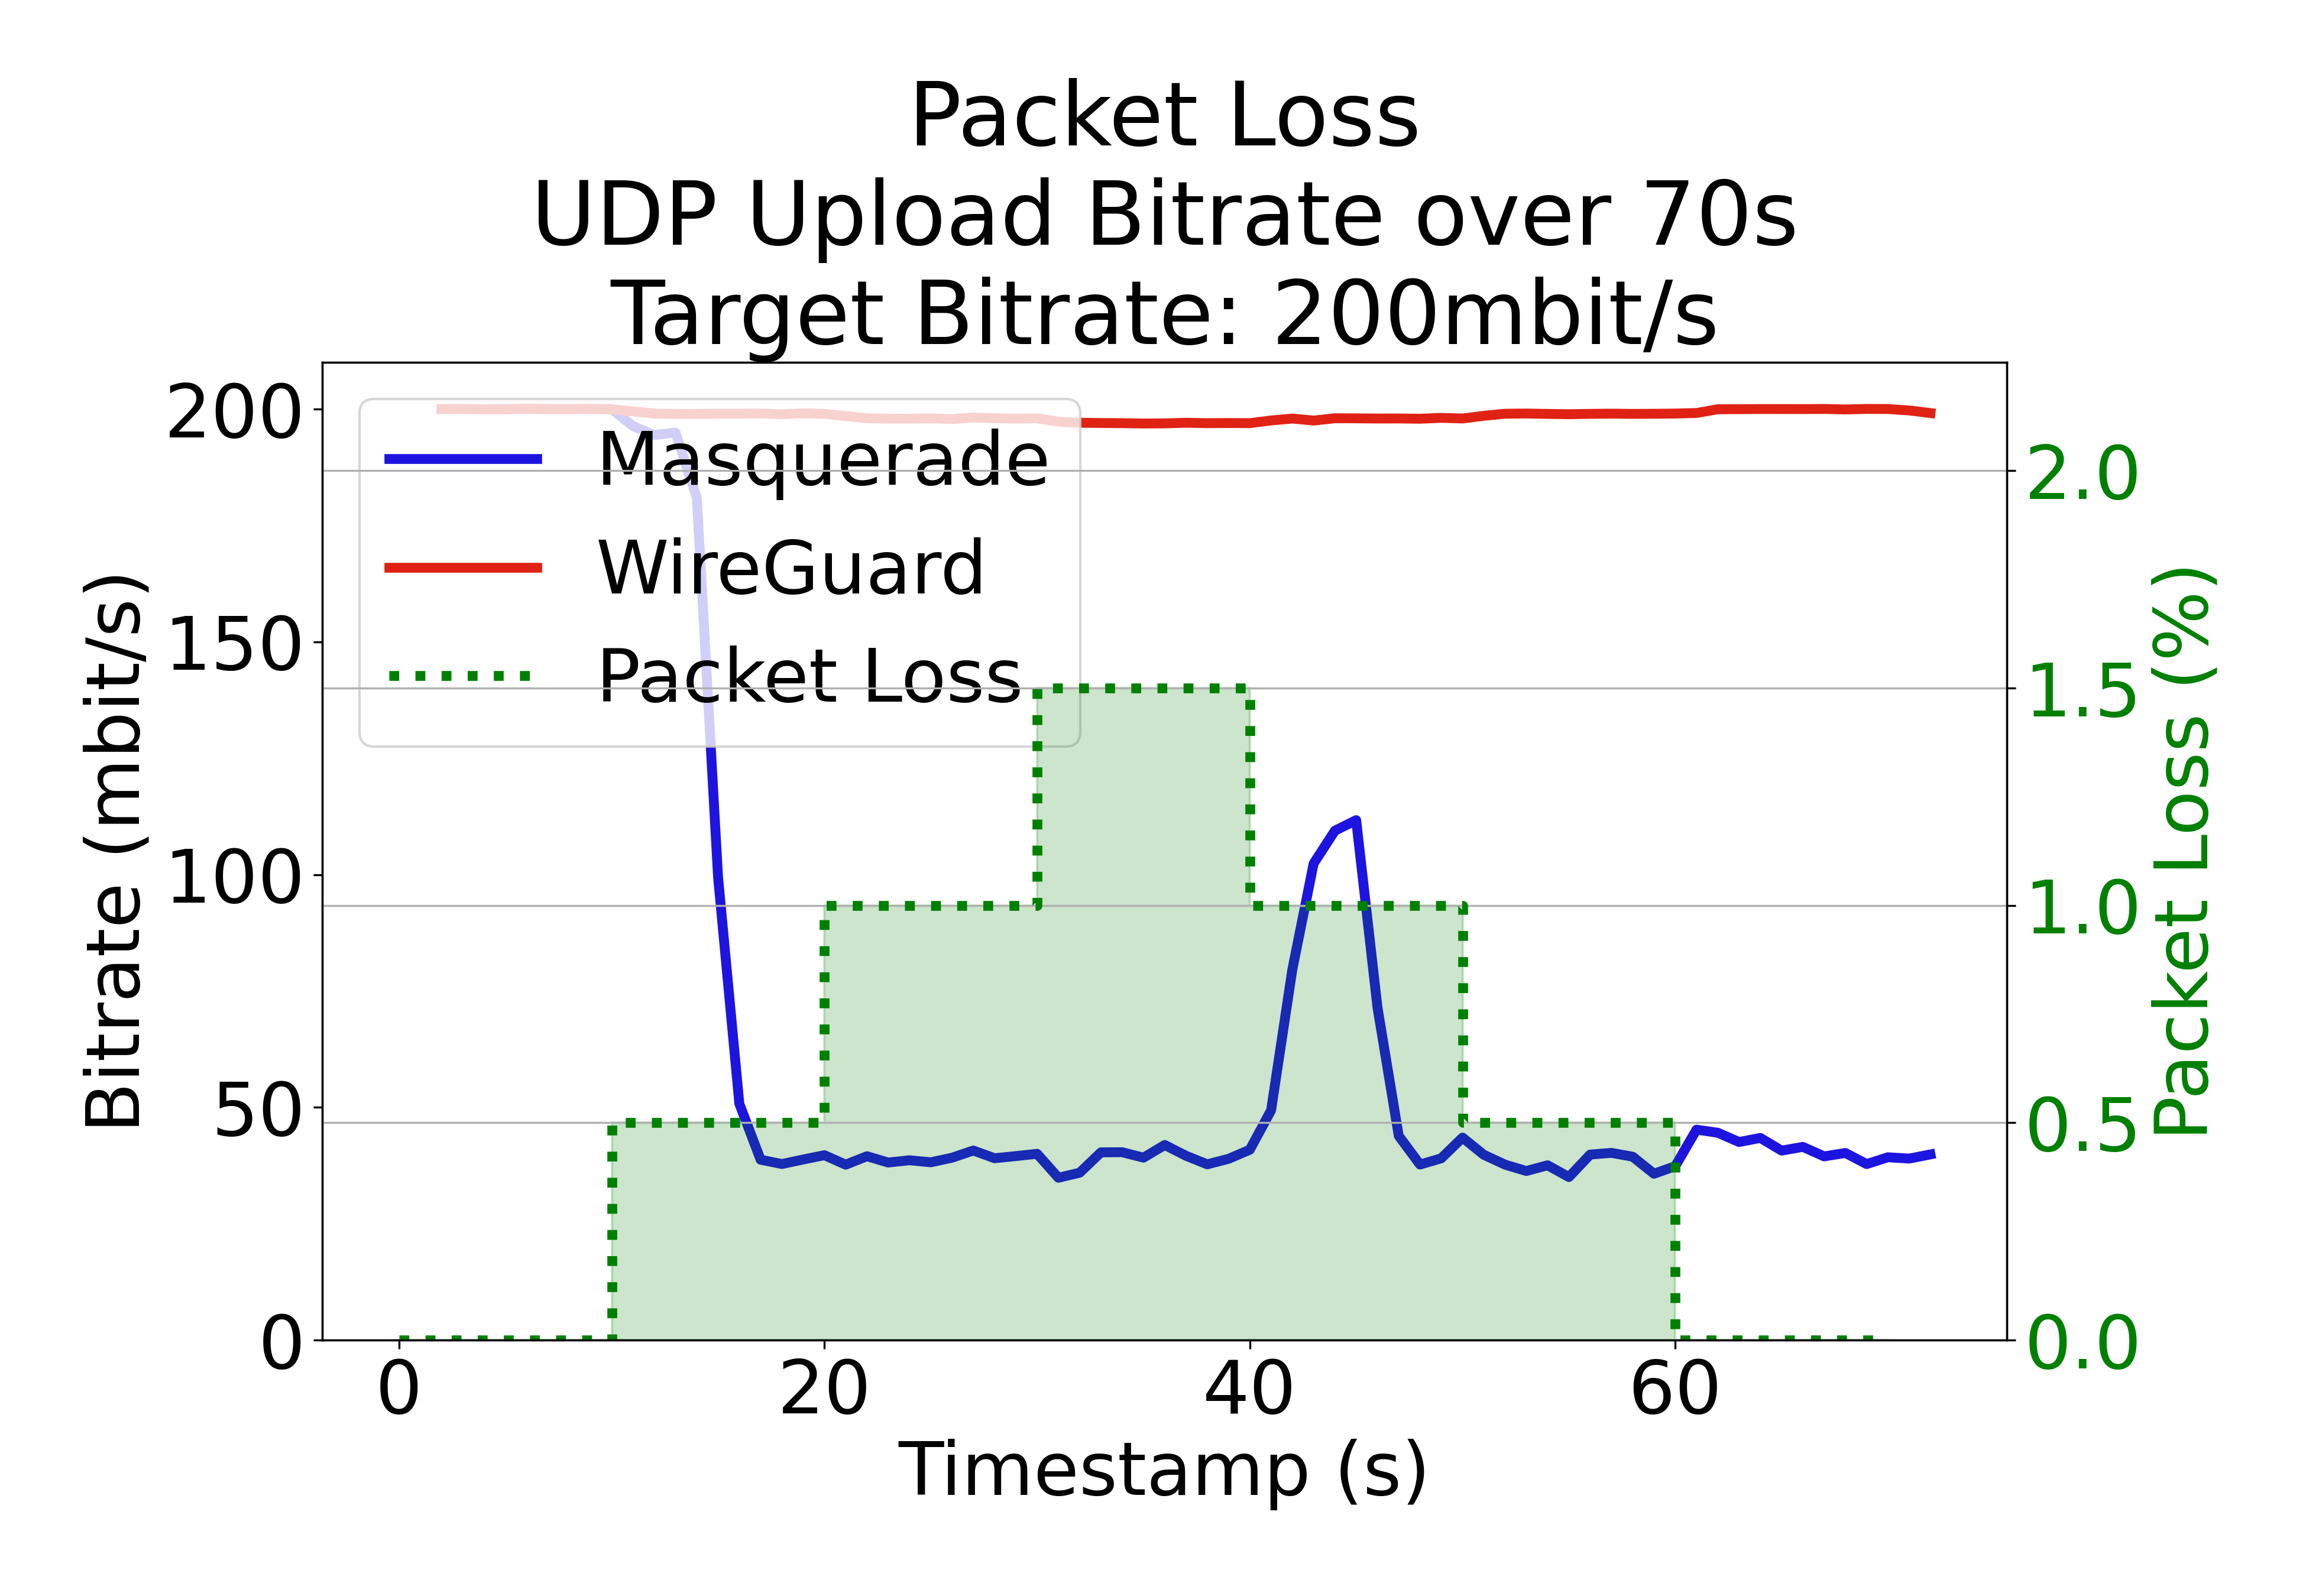 Packet Loss
UDP Upload Bitrate over 70s
Target Bitrate: 200mbit/s
Bitrate (mbit/s)
200
150
100
50
0
Masquerade
WireGuard
Packet Loss
2.0
1.5
1.0
0.5
0.0
Packet Loss (%)
0 20 40 60
Timestamp (s)